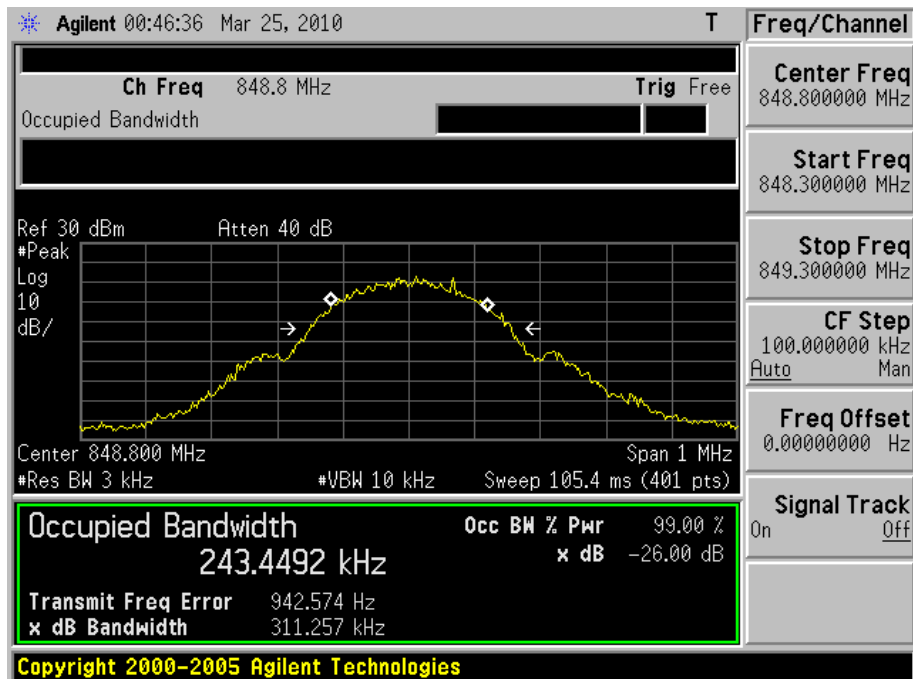 Agilent 00:46:36 Mar 25, 2010 T
Freq/Channel
Ch Freq 848.8 MHz Trig Free
Occupied Bandwidth
Center Freq
848.800000 MHz
Start Freq
848.300000 MHz
Stop Freq
849.300000 MHz
CF Step
100.000000 kHz
Auto Man
Freq Offset
0.00000000 Hz
Signal Track
On Off
Ref 30 dBm Atten 40 dB
#Peak
Log
10
dB/
Center 848.800 MHz Span 1 MHz
#Res BW 3 kHz #VBW 10 kHz Sweep 105.4 ms (401 pts)
Occupied Bandwidth Occ BW % Pwr 99.00 %
243.4492 kHz x dB -26.00 dB
Transmit Freq Error 942.574 Hz
x dB Bandwidth 311.257 kHz
Copyright 2000-2005 Agilent Technologies